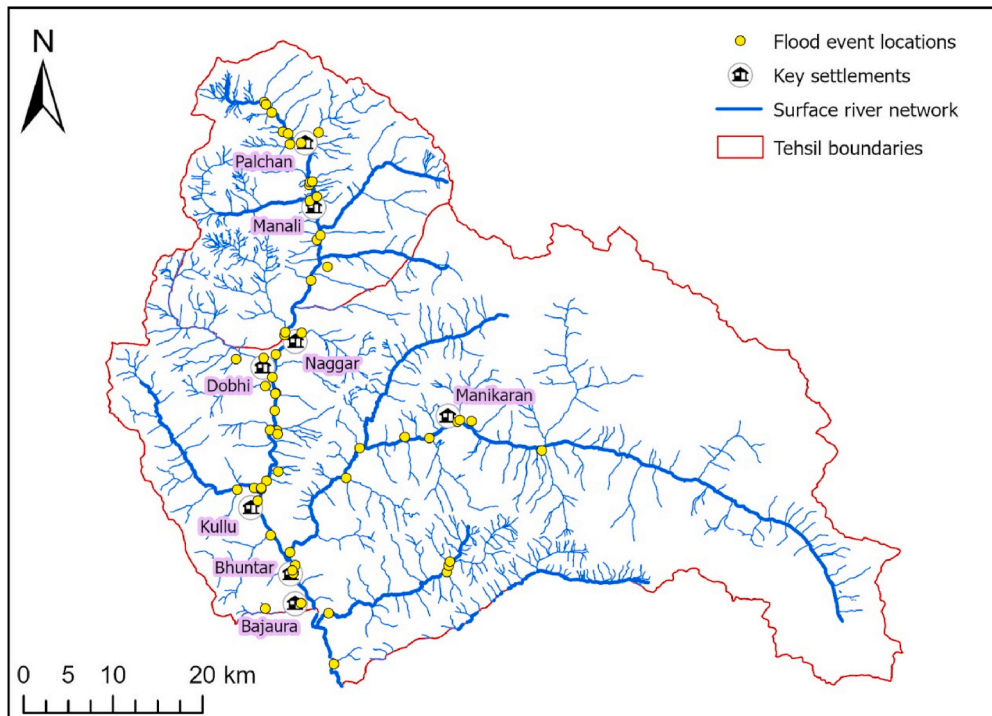 N
Flood event locations
Key settlements
Surface river network
Tehsil boundaries
Palchan
Manali
Naggar
Dobhi
Manikaran
Kullu
Bhuntar
Bajaura
0 5 10 20 km